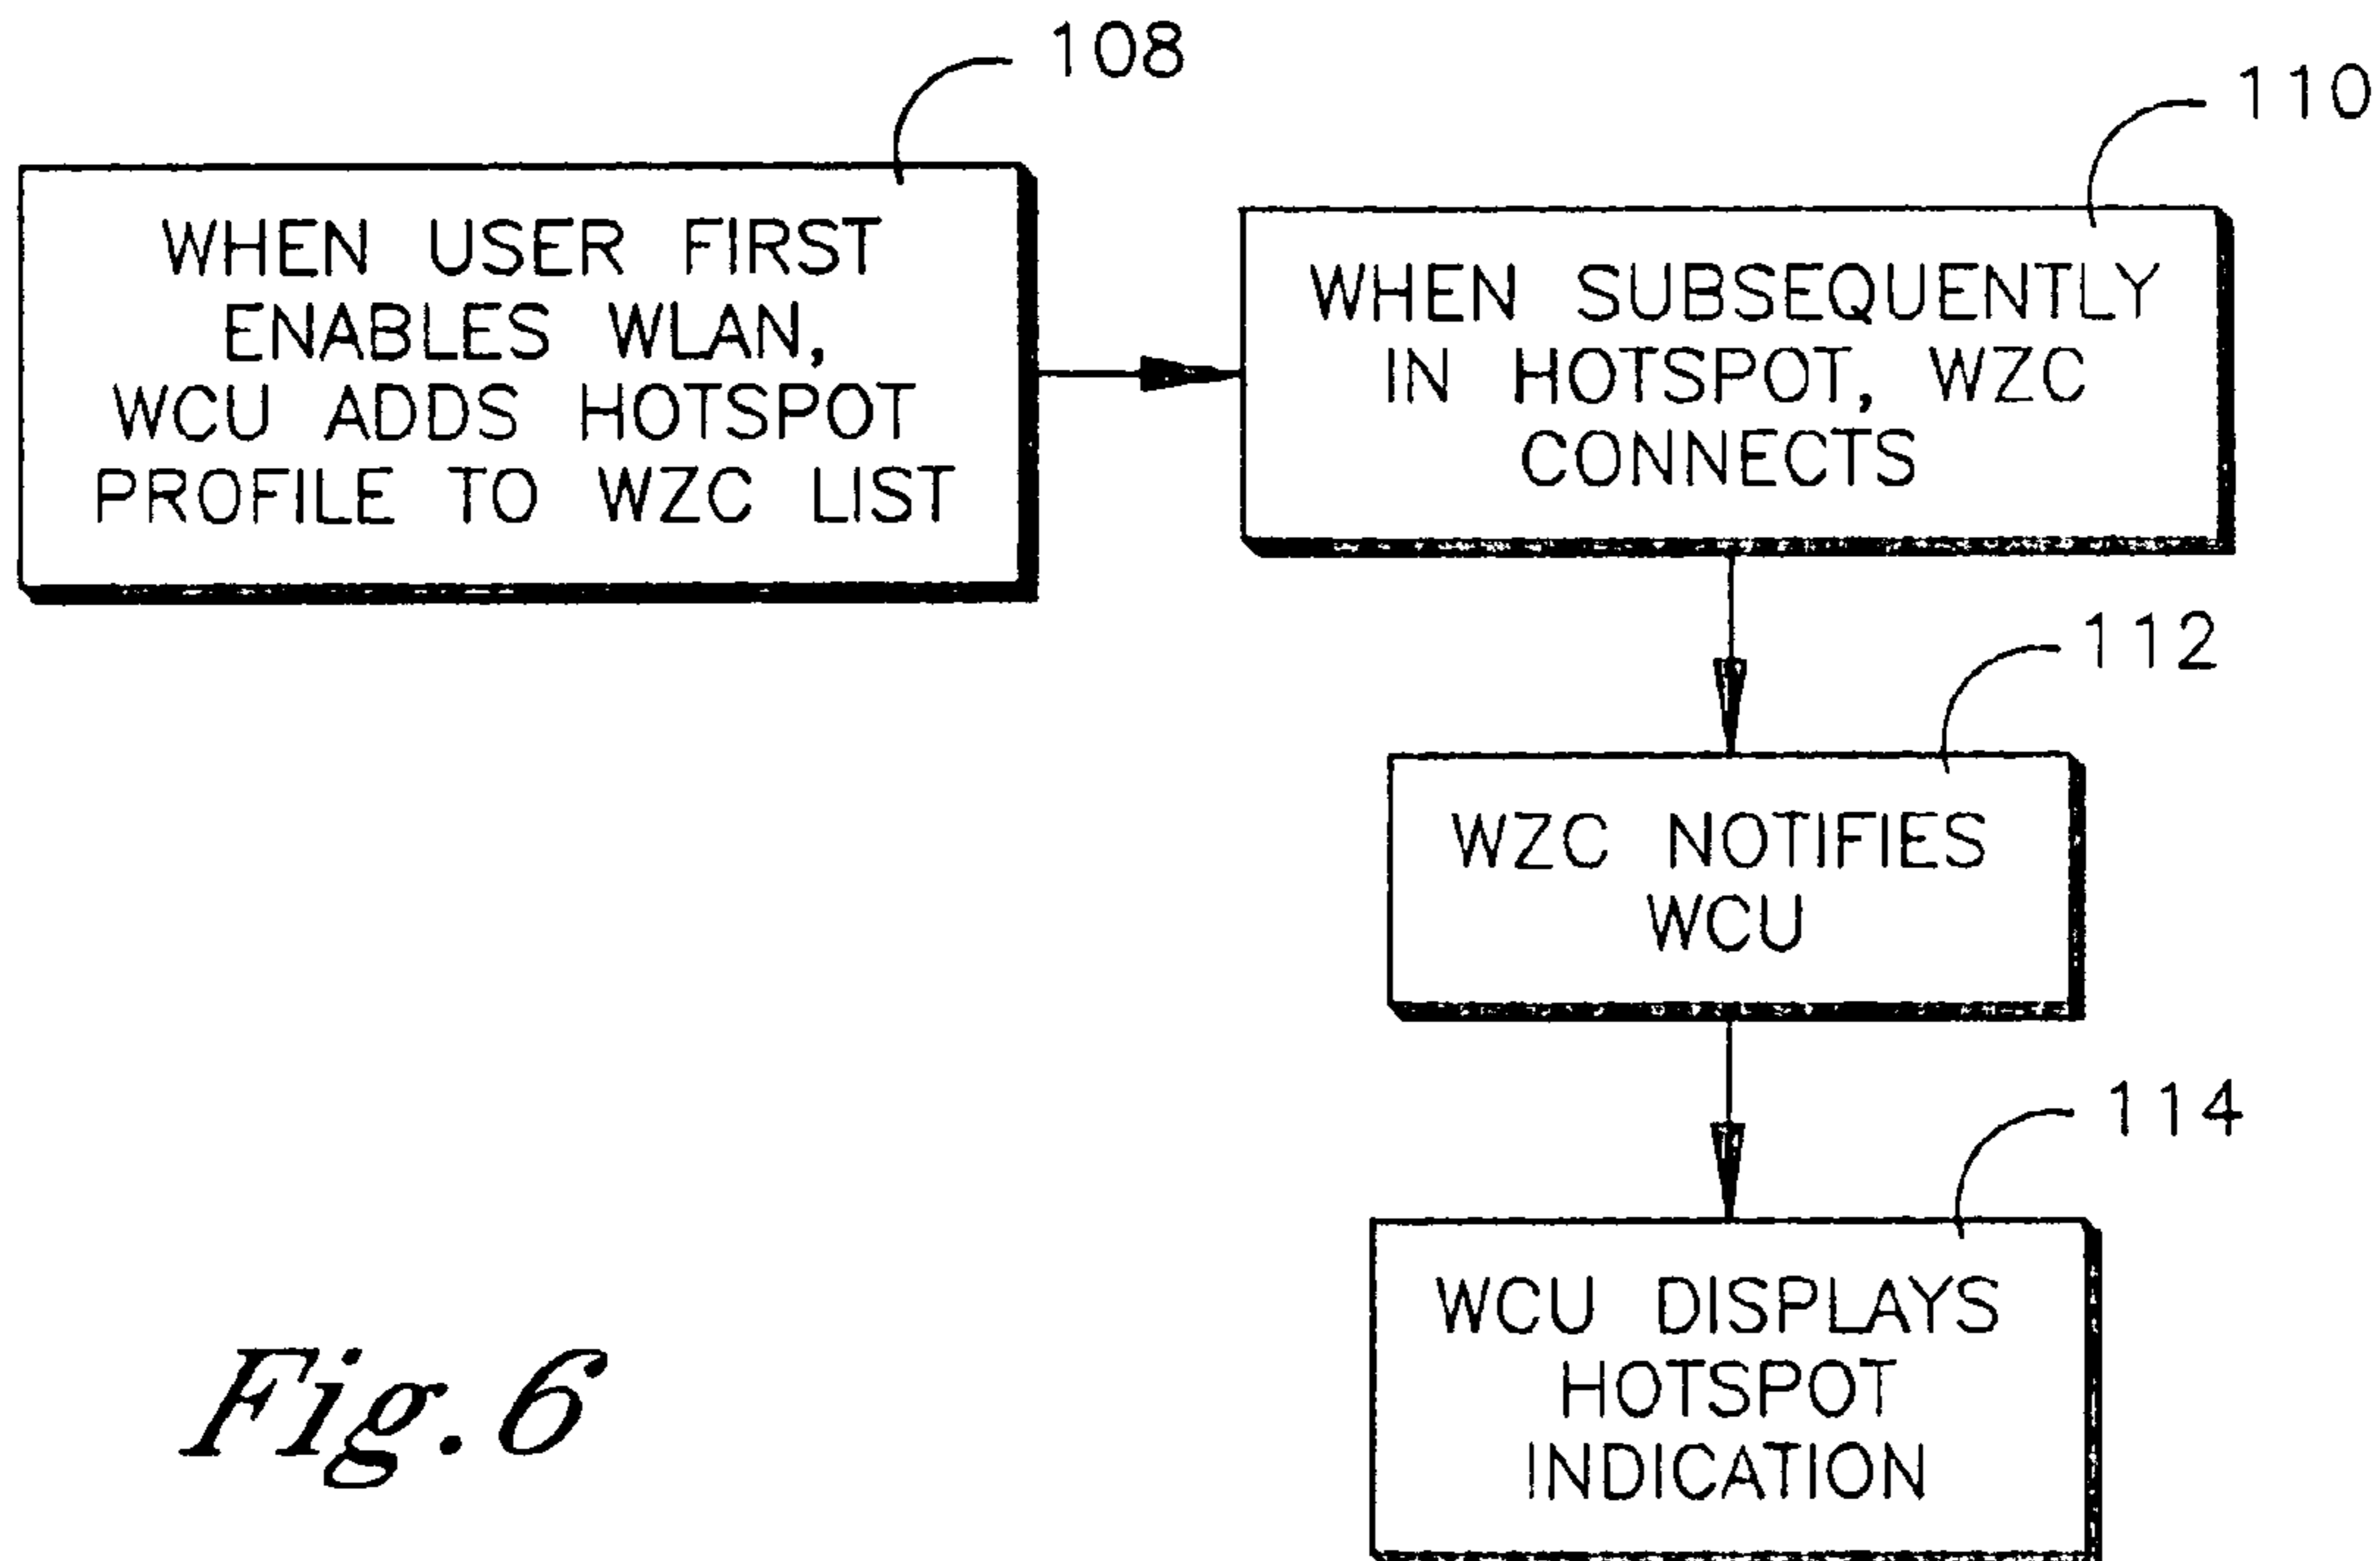 108
WHEN USER FIRST
ENABLES WLAN,
WCU ADDS HOTSPOT
PROFILE TO WZC LIST
110
WHEN SUBSEQUENTLY
IN HOTSPOT, WZC
CONNECTS
112
WZC NOTIFIES
WCU
114
WCU DISPLAYS
HOTSPOT
INDICATION
Fig. 6